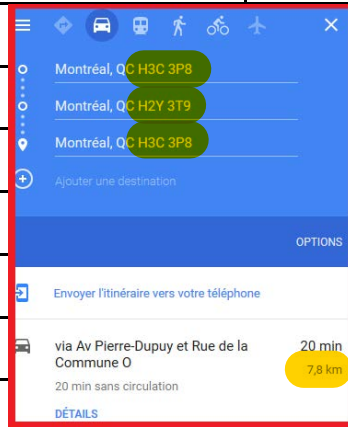 Montréal, QC H3C 3P8
Montréal, QC H2Y 3T9
Montréal, QC H3C 3P8
Ajouter une destination
OPTIONS
Envoyer l'itinéraire vers votre téléphone
via Av Pierre-Dupuy et Rue de la 20 min
Commune O 7,8 km
20 min sans circulation
DÉTAILS